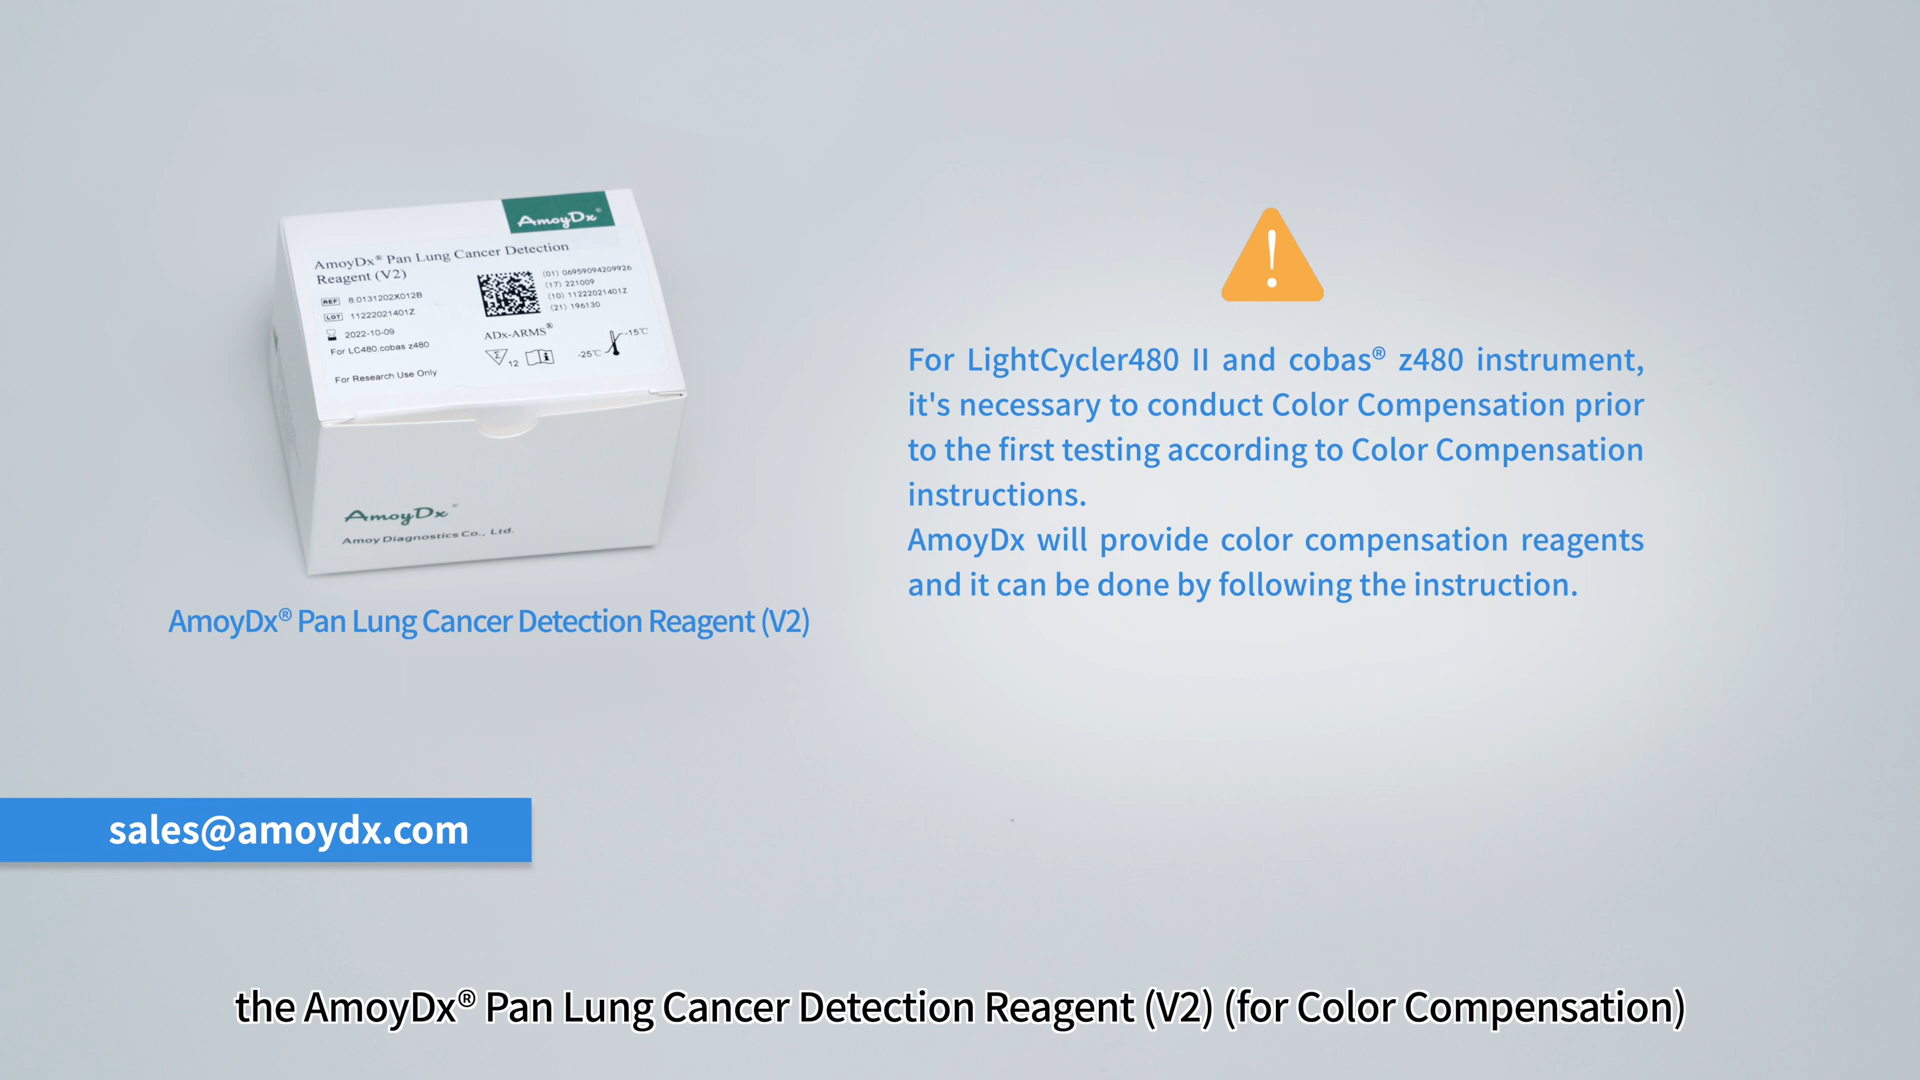 AmoyDx®
AmoyDx® Pan Lung Cancer Detection
Reagent (V2)
REF 8.0131202X012B
LOT 11222021401Z
2022-10-09
For LC480.cobas z480
For Research Use Only
(01) 06959094209926
(17) 221009
(10) 11222021401Z
(21) 196130
ADx-ARMS®
Σ 12
i
-25℃
-15℃
AmoyDx®
Amoy Diagnostics Co., Ltd.
AmoyDx® Pan Lung Cancer Detection Reagent (V2)
!
For LightCycler480 II and cobas® z480 instrument,
it's necessary to conduct Color Compensation prior
to the first testing according to Color Compensation
instructions.
AmoyDx will provide color compensation reagents
and it can be done by following the instruction.
sales@amoydx.com
the AmoyDx® Pan Lung Cancer Detection Reagent (V2) (for Color Compensation)